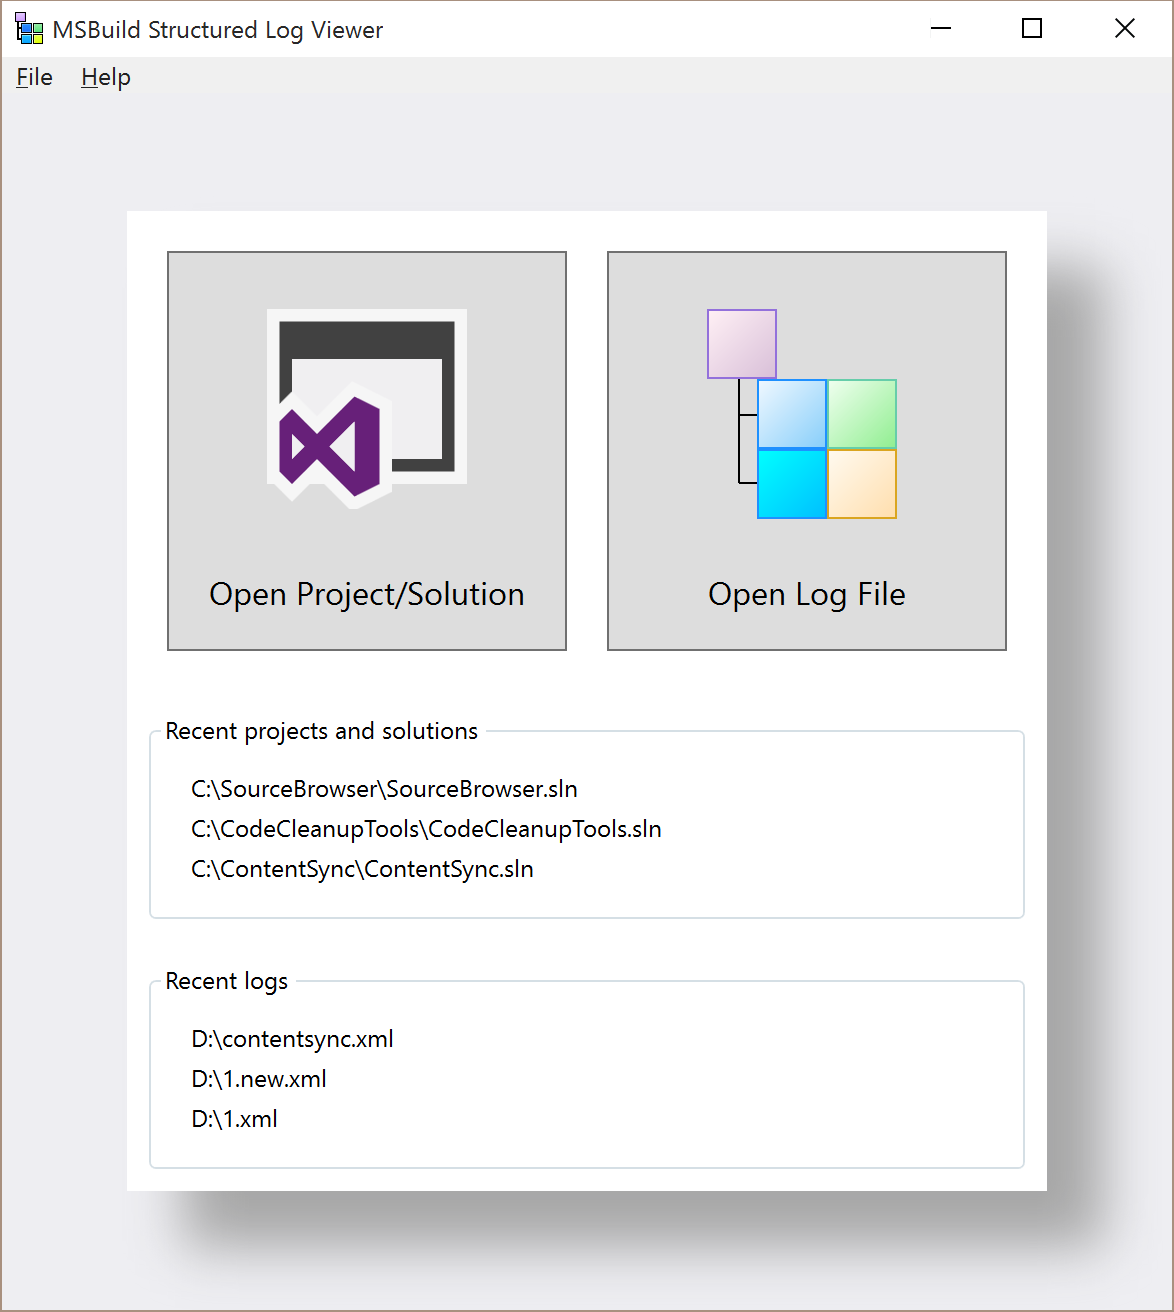 MSBuild Structured Log Viewer
File Help
Open Project/Solution
Open Log File
Recent projects and solutions
C:\SourceBrowser\SourceBrowser.sln
C:\CodeCleanupTools\CodeCleanupTools.sln
C:\ContentSync\ContentSync.sln
Recent logs
D:\contentsync.xml
D:\1.new.xml
D:\1.xml